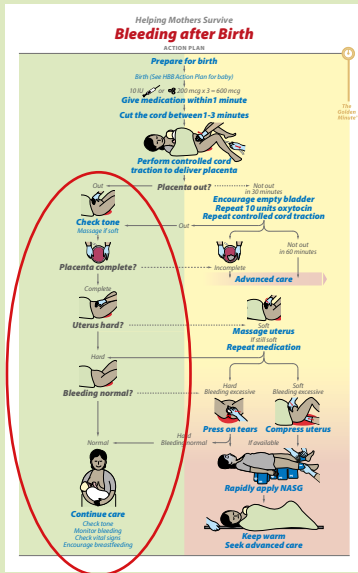 Helping Mothers Survive
Bleeding after Birth
ACTION PLAN
Prepare for birth
Birth (See HBB Action Plan for baby)
10 IU or 200 mcg x 3 = 600 mcg
Give medication within 1 minute
Cut the cord between 1-3 minutes
The
Golden
Minute®
Perform controlled cord
traction to deliver placenta
Out
Placenta out?
Not out
in 30 minutes
Check tone
Massage if soft
Encourage empty bladder
Repeat 10 units oxytocin
Repeat controlled cord traction
Out
Not out
in 60 minutes
Placenta complete?
Incomplete
Advanced care
Complete
Uterus hard?
Soft
Massage uterus
If still soft
Repeat medication
Hard
Bleeding normal?
Hard
Bleeding excessive
Soft
Bleeding excessive
Press on tears
Compress uterus
Normal
Hard
Bleeding normal
If available
Rapidly apply NASG
Continue care
Check tone
Monitor bleeding
Check vital signs
Encourage breastfeeding
Keep warm
Seek advanced care